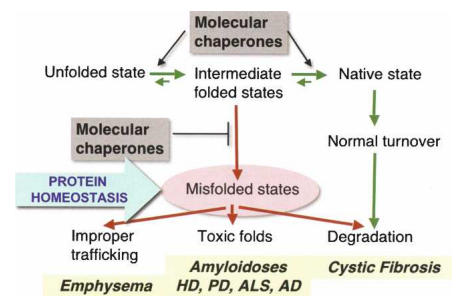 Molecular
chaperones
Unfolded state
Intermediate
folded states
Native state
Molecular
chaperones
Normal turnover
PROTEIN
HOMEOSTASIS
Misfolded states
Improper
trafficking
Toxic folds
Degradation
Emphysema
Amyloidoses
HD, PD, ALS, AD
Cystic Fibrosis